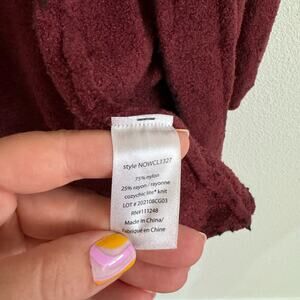 style NOWCL3327
75% nylon
25% rayon / rayonne
cozychic lite® knit
LOT # 202108CG03
RN#111248
Made in China/
Fabriqué en Chine